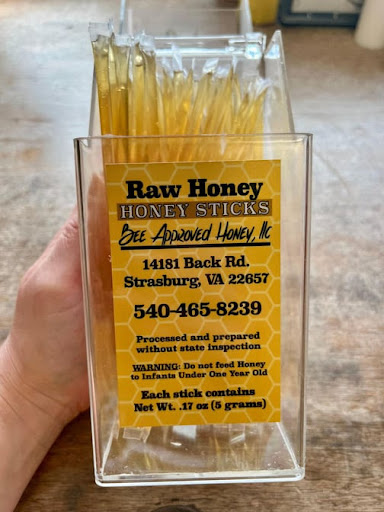 Raw Honey
HONEY STICKS
Bee Approved Honey, llc
14181 Back Rd.
Strasburg, VA 22657
540-465-8239
Processed and prepared
without state inspection
WARNING: Do not feed Honey
to Infants Under One Year Old
Each stick contains
Net Wt. .17 oz (5 grams)